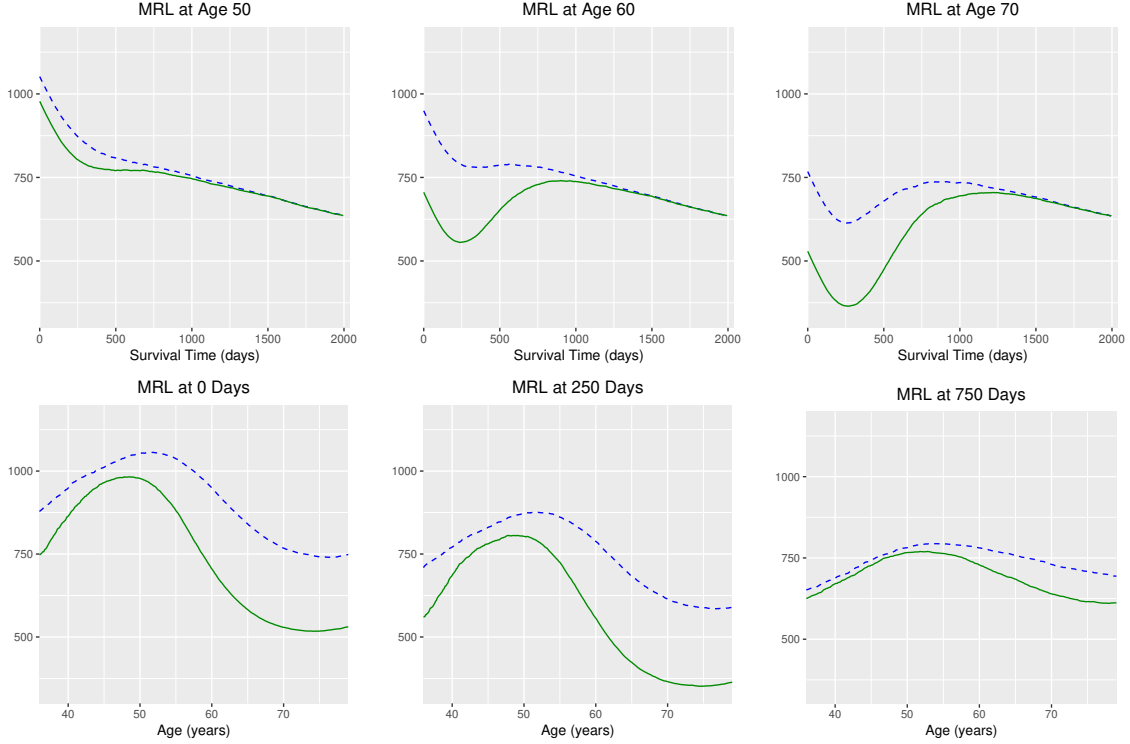 MRL at Age 50
1000
750
500
0 500 1000 1500 2000
Survival Time (days)
MRL at Age 60
1000
750
500
0 500 1000 1500 2000
Survival Time (days)
MRL at Age 70
1000
750
500
0 500 1000 1500 2000
Survival Time (days)
MRL at 0 Days
1000
750
500
40 50 60 70
Age (years)
MRL at 250 Days
1000
750
500
40 50 60 70
Age (years)
MRL at 750 Days
1000
750
500
40 50 60 70
Age (years)